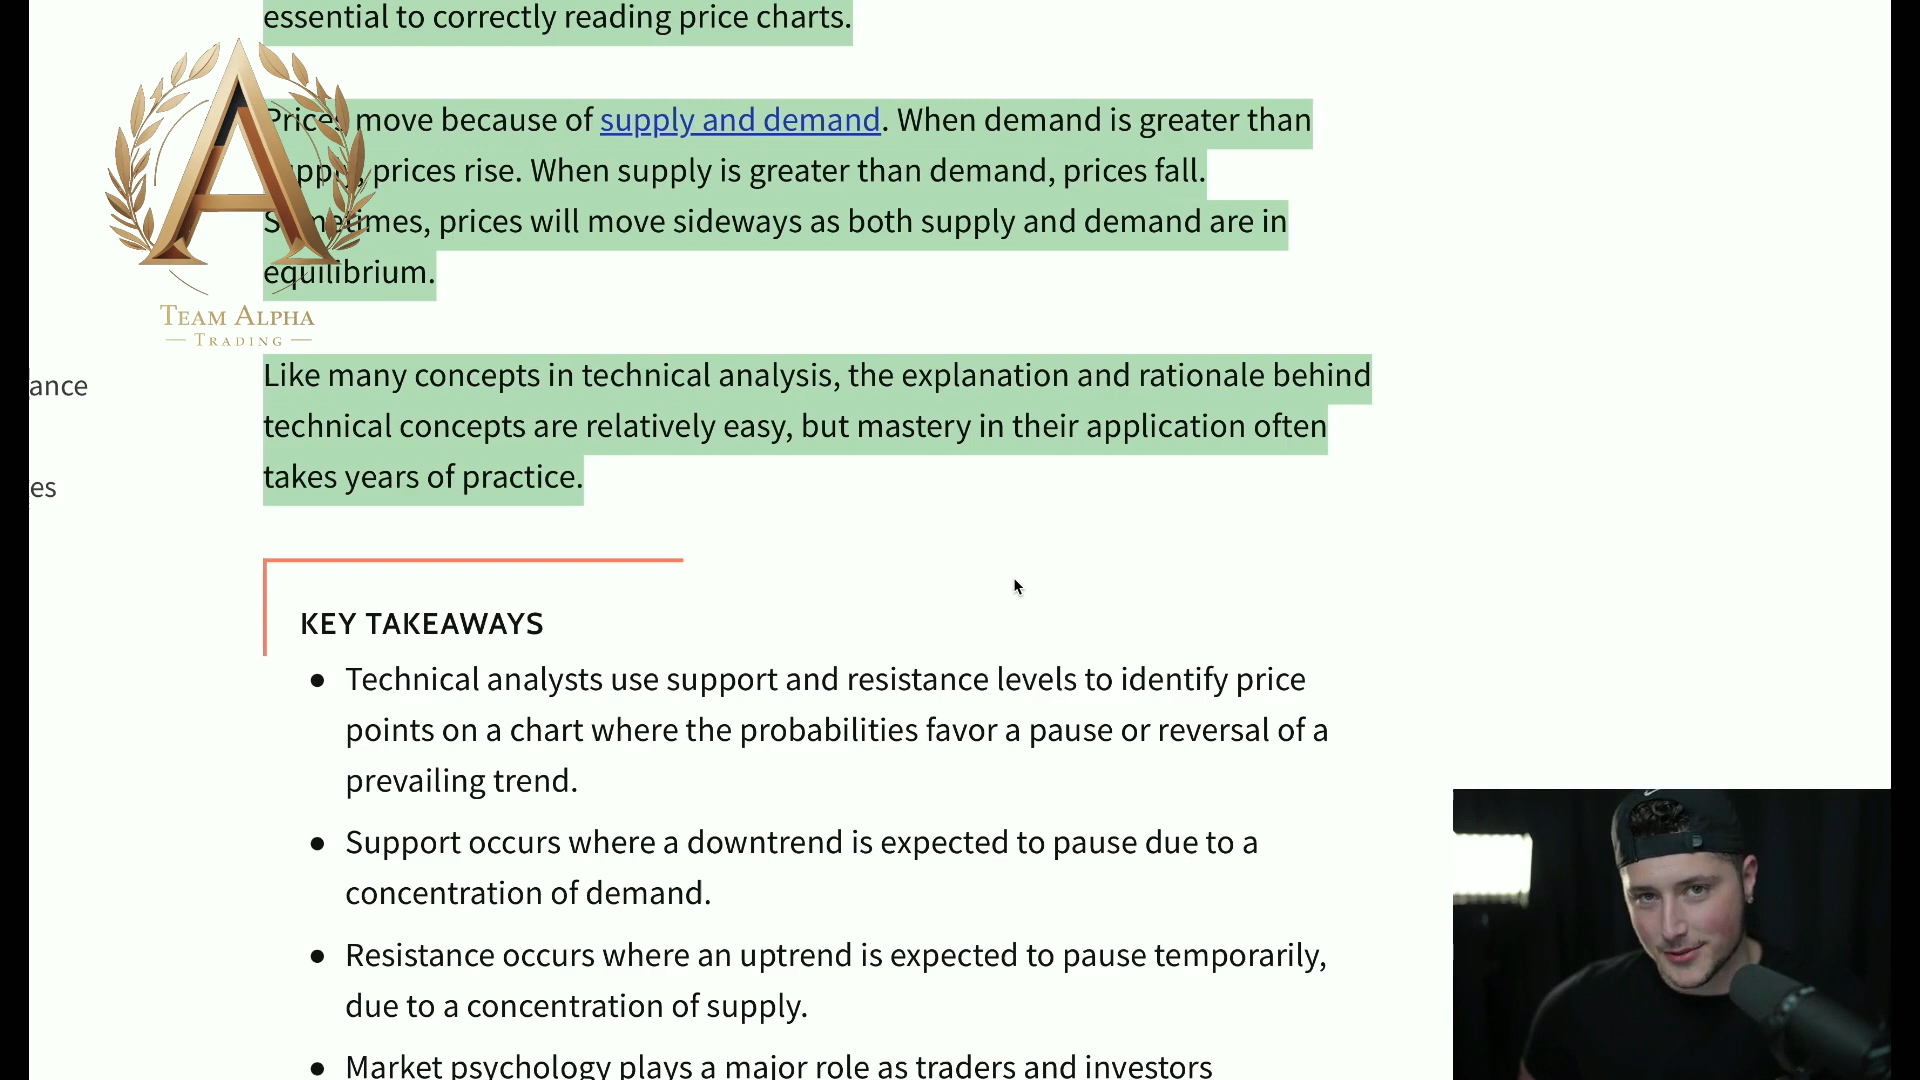 essential to correctly reading price charts.
Prices move because of supply and demand. When demand is greater than
supply, prices rise. When supply is greater than demand, prices fall.
Sometimes, prices will move sideways as both supply and demand are in
equilibrium.
TEAM ALPHA
TRADING
ance
Like many concepts in technical analysis, the explanation and rationale behind
technical concepts are relatively easy, but mastery in their application often
takes years of practice.
es
KEY TAKEAWAYS
● Technical analysts use support and resistance levels to identify price
points on a chart where the probabilities favor a pause or reversal of a
prevailing trend.
● Support occurs where a downtrend is expected to pause due to a
concentration of demand.
● Resistance occurs where an uptrend is expected to pause temporarily,
due to a concentration of supply.
● Market psychology plays a major role as traders and investors